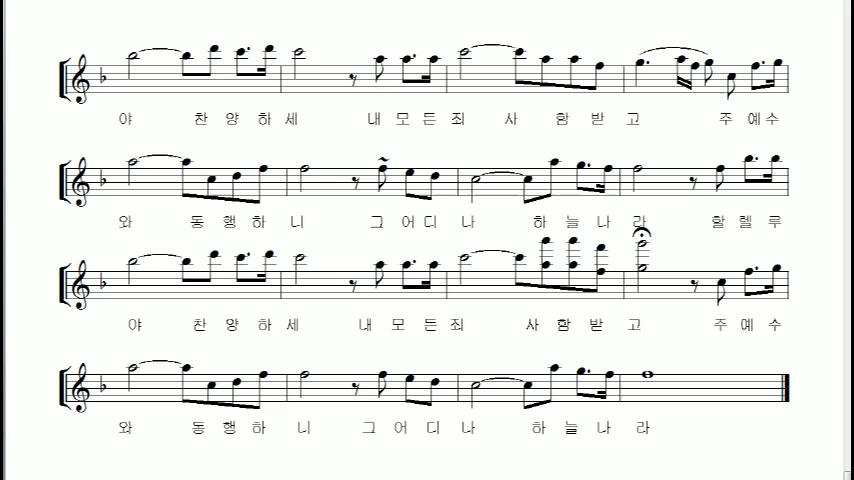 야 찬 양 하 세 내 모 든 죄 사 함 받 고 주 예 수
와 동 행 하 니 그 어 디 나 하 늘 나 라 할 렐 루
야 찬 양 하 세 내 모 든 죄 사 함 받 고 주 예 수
와 동 행 하 니 그 어 디 나 하 늘 나 라